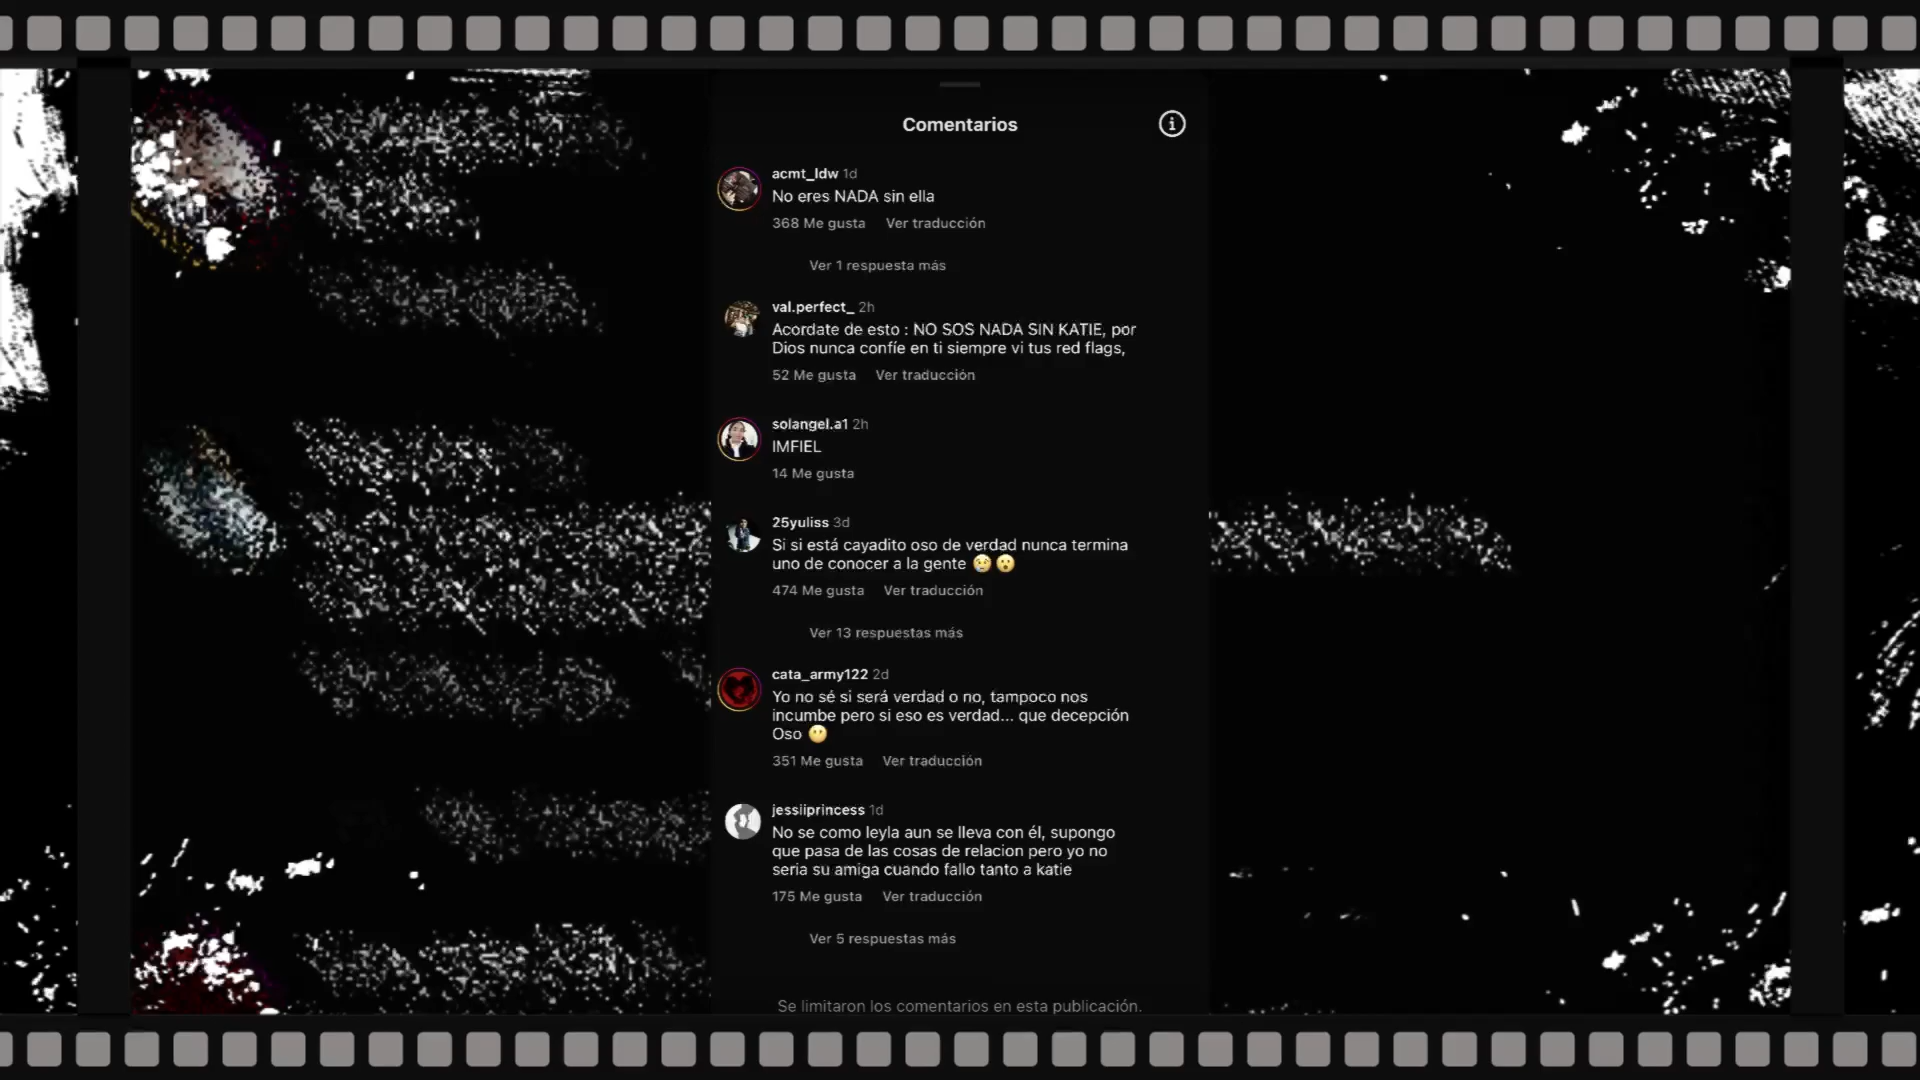 Comentarios
acmt_ldw 1d
No eres NADA sin ella
368 Me gusta Ver traducción
Ver 1 respuesta más
val.perfect_ 2h
Acordate de esto : NO SOS NADA SIN KATIE, por
Dios nunca confíe en ti siempre vi tus red flags,
52 Me gusta Ver traducción
solangel.a1 2h
IMFIEL
14 Me gusta
25yuliss 3d
Si si está cayadito oso de verdad nunca termina
uno de conocer a la gente 😢😮
474 Me gusta Ver traducción
Ver 13 respuestas más
cata_army122 2d
Yo no sé si será verdad o no, tampoco nos
incumbe pero si eso es verdad... que decepción
Oso 😶
351 Me gusta Ver traducción
jessiiprincess 1d
No se como leyla aun se lleva con él, supongo
que pasa de las cosas de relacion pero yo no
seria su amiga cuando fallo tanto a katie
175 Me gusta Ver traducción
Ver 5 respuestas más
Se limitaron los comentarios en esta publicación.